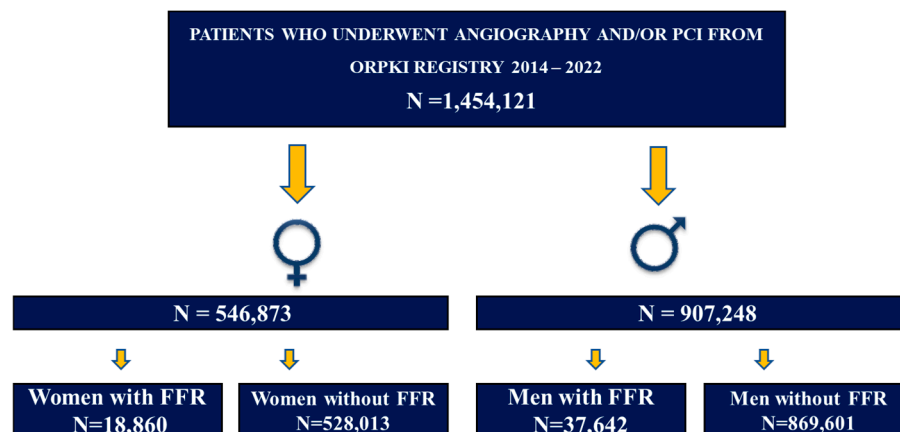 PATIENTS WHO UNDERWENT ANGIOGRAPHY AND/OR PCI FROM
ORPKI REGISTRY 2014 – 2022
N =1,454,121
N = 546,873
N = 907,248
Women with FFR
N=18,860
Women without FFR
N=528,013
Men with FFR
N=37,642
Men without FFR
N=869,601